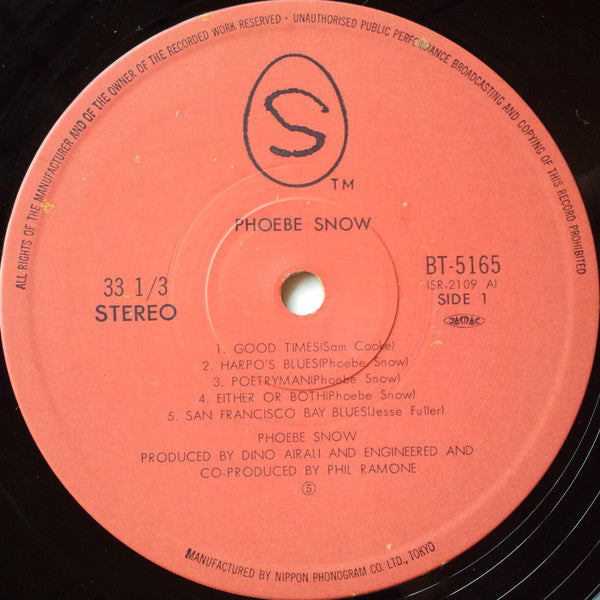 ALL RIGHTS OF THE MANUFACTURER AND OF THE OWNER OF THE RECORDED WORK RESERVED - UNAUTHORISED PUBLIC PERFORMANCE BROADCASTING AND COPYING OF THIS RECORD PROHIBITED
S
TM
PHOEBE SNOW
33 1/3
STEREO
BT-5165
(SR-2109 A)
SIDE 1
JASRAC
1. GOOD TIMES(Sam Cooke)
2. HARPO'S BLUES(Phoebe Snow)
3. POETRYMAN(Phoebe Snow)
4. EITHER OR BOTH(Phoebe Snow)
5. SAN FRANCISCO BAY BLUES(Jesse Fuller)
PHOEBE SNOW
PRODUCED BY DINO AIRALI AND ENGINEERED AND
CO-PRODUCED BY PHIL RAMONE
⑤
MANUFACTURED BY NIPPON PHONOGRAM CO. LTD., TOKYO